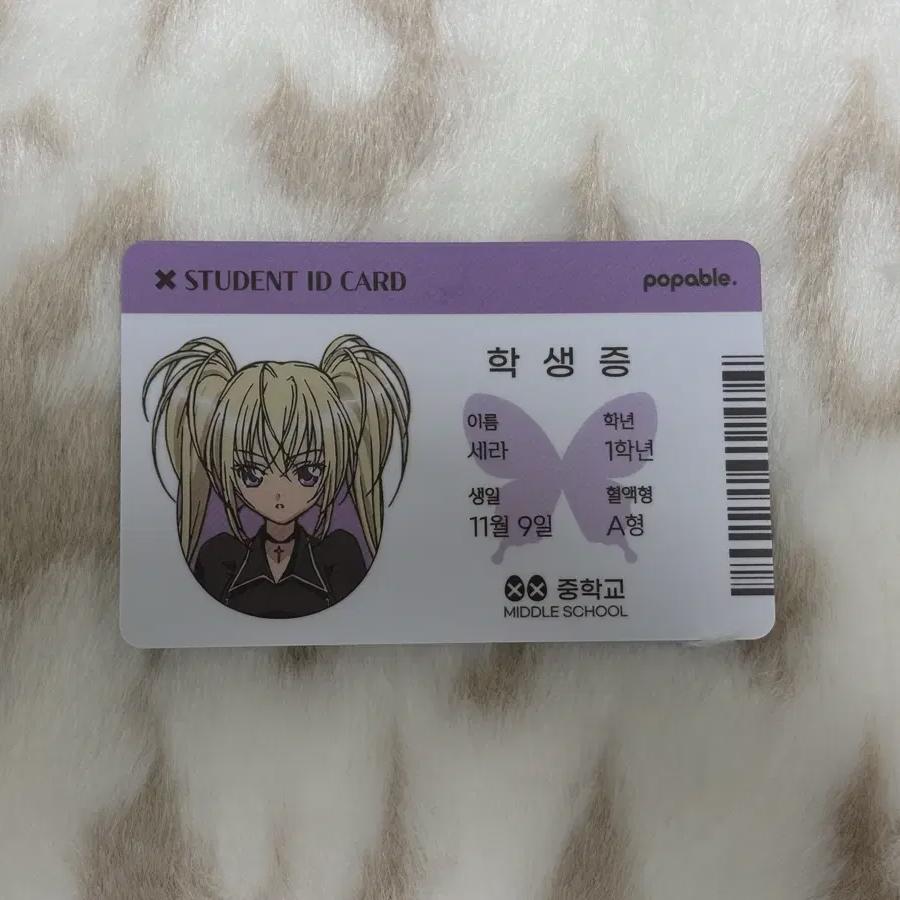 STUDENT ID CARD
popable.
학생증
이름 학년
세라 1학년
생일 혈액형
11월 9일 A형
중학교
MIDDLE SCHOOL